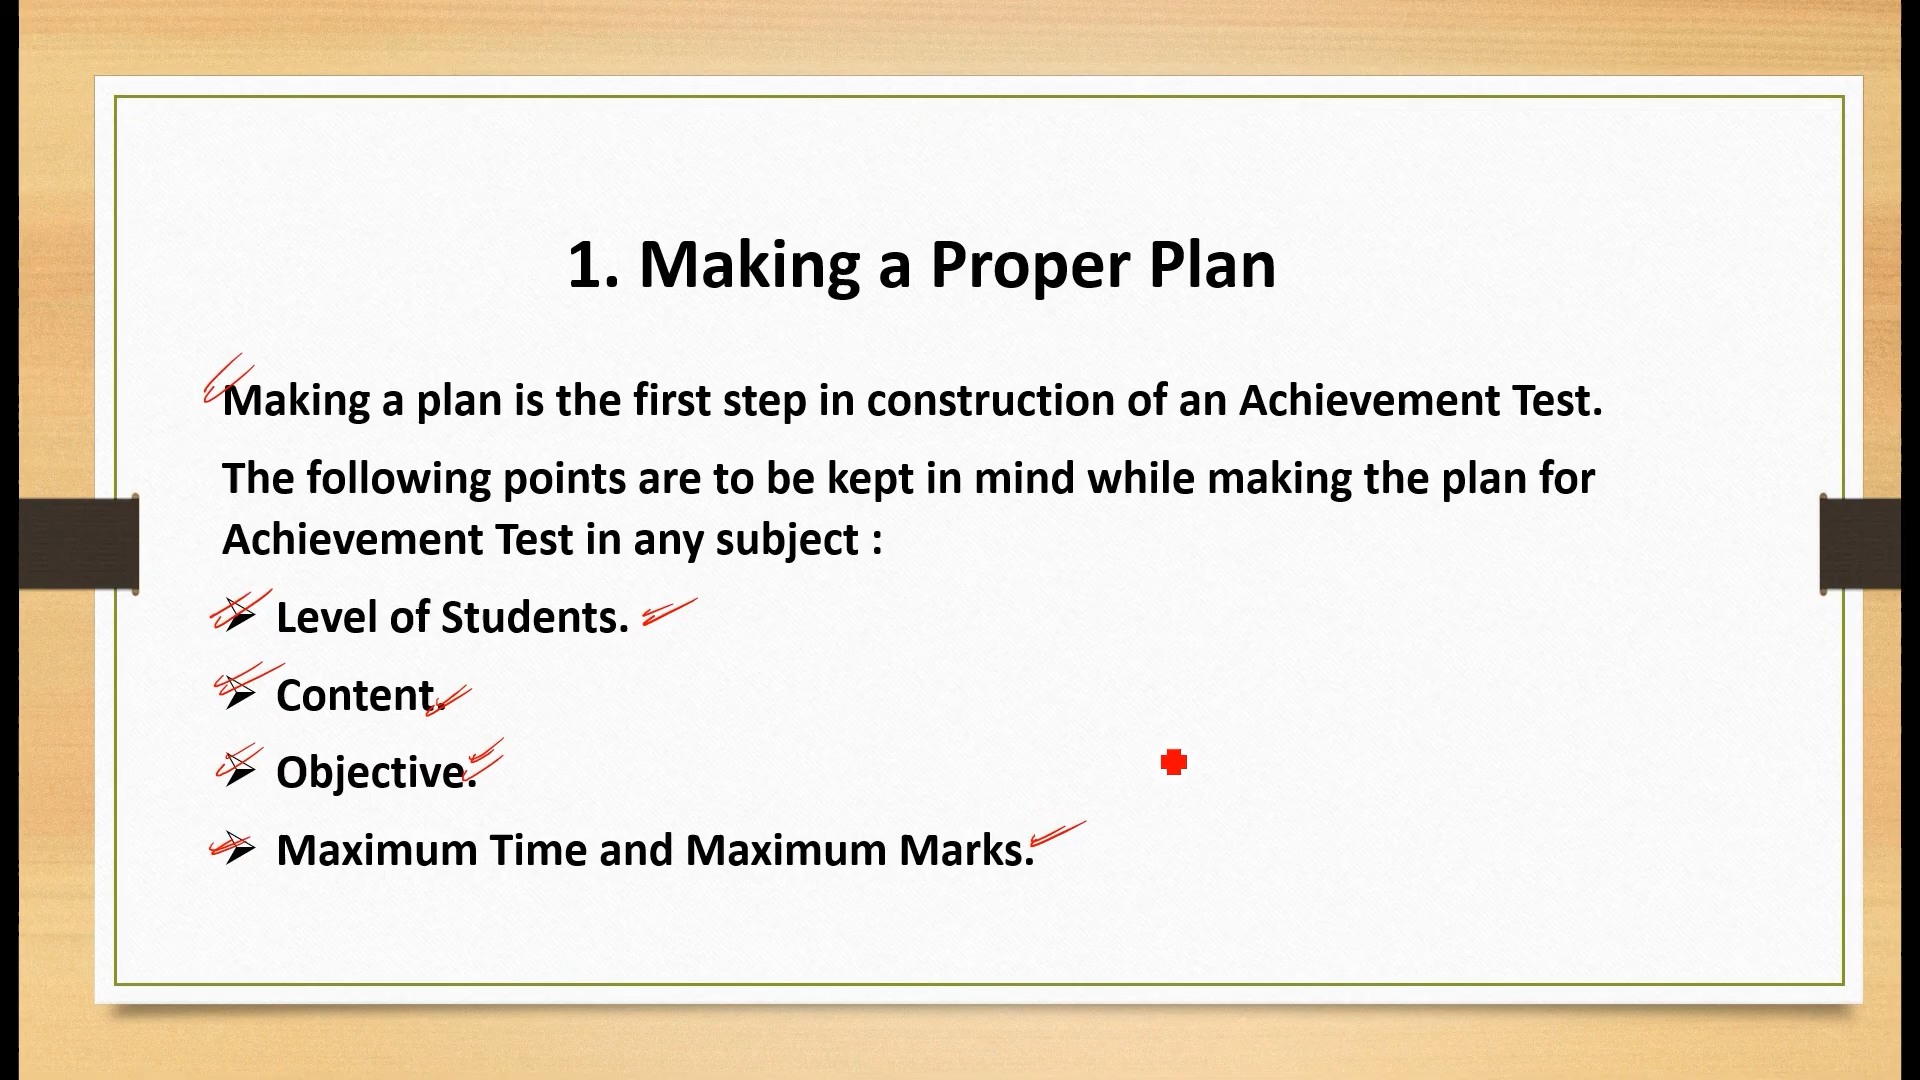 1. Making a Proper Plan
Making a plan is the first step in construction of an Achievement Test.
The following points are to be kept in mind while making the plan for
Achievement Test in any subject :
➢ Level of Students.
➢ Content.
➢ Objective.
➢ Maximum Time and Maximum Marks.